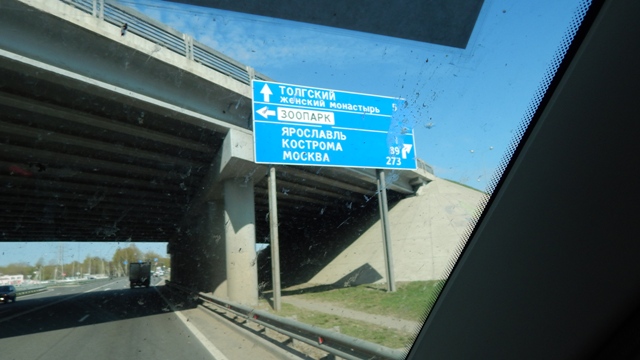 ТОЛГСКИЙ
ЖЕНСКИЙ МОНАСТЫРЬ 5
ЗООПАРК
ЯРОСЛАВЛЬ
КОСТРОМА 89
МОСКВА 273